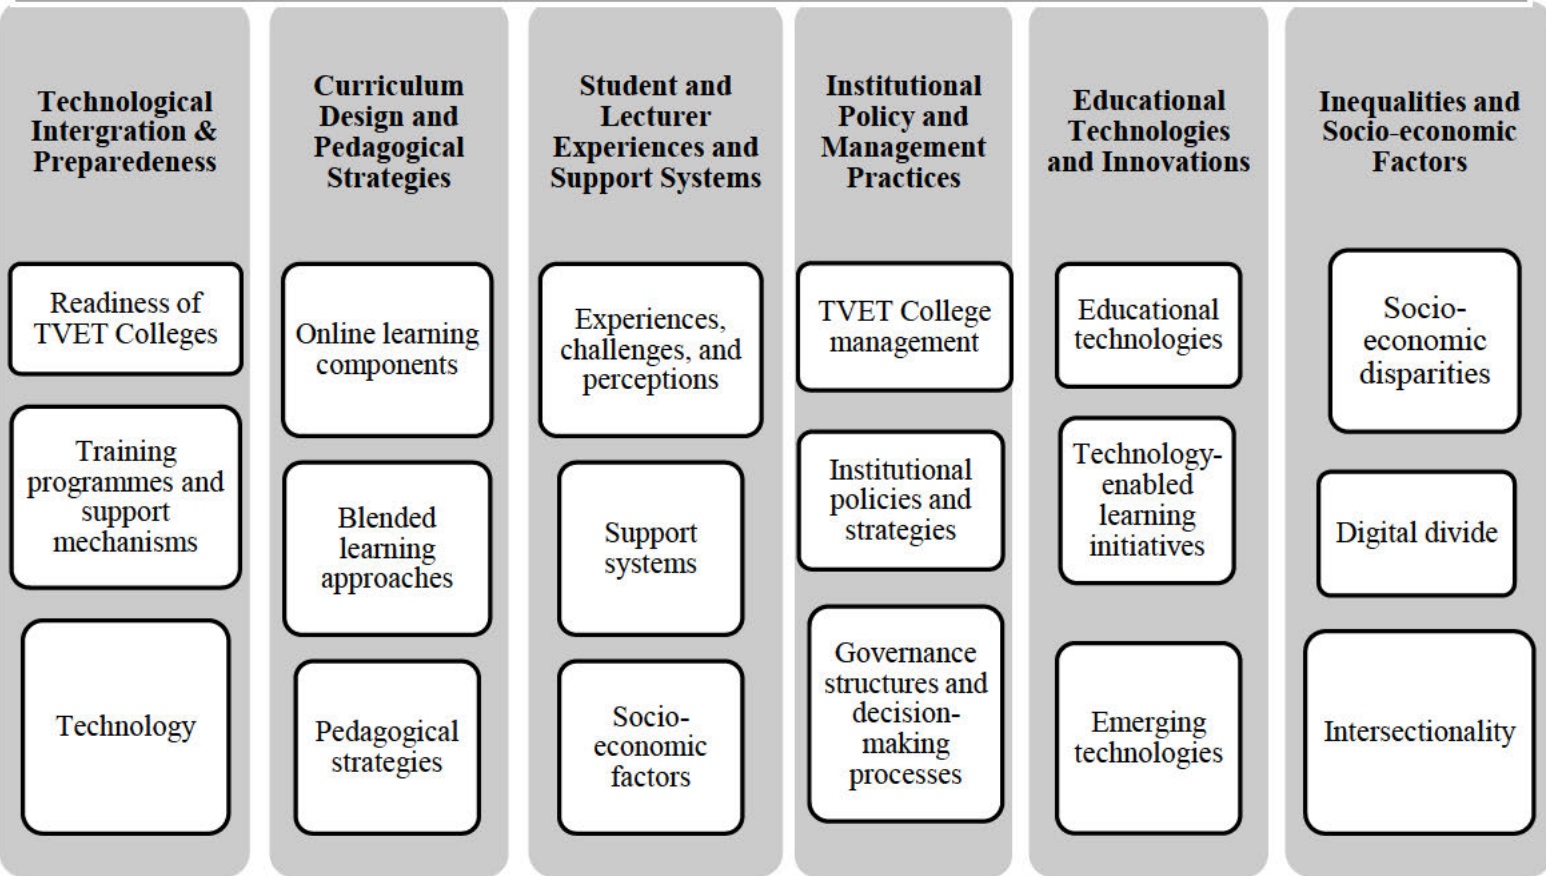 Technological
Intergration &
Preparedeness
Readiness of
TVET Colleges
Training
programmes and
support
mechanisms
Technology
Curriculum
Design and
Pedagogical
Strategies
Online learning
components
Blended
learning
approaches
Pedagogical
strategies
Student and
Lecturer
Experiences and
Support Systems
Experiences,
challenges, and
perceptions
Support
systems
Socio-
economic
factors
Institutional
Policy and
Management
Practices
TVET College
management
Institutional
policies and
strategies
Governance
structures and
decision-
making
processes
Educational
Technologies
and Innovations
Educational
technologies
Technology-
enabled
learning
initiatives
Emerging
technologies
Inequalities and
Socio-economic
Factors
Socio-
economic
disparities
Digital divide
Intersectionality